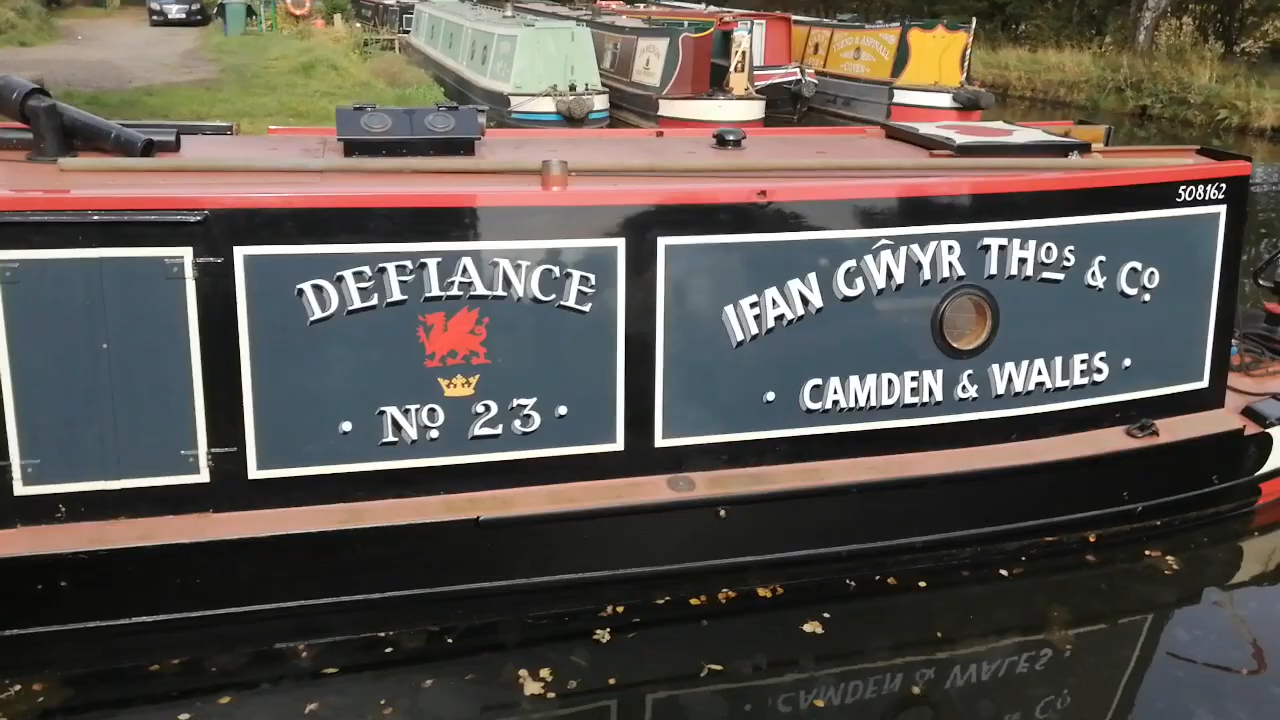 508162
DEFIANCE
· No 23 ·
IFAN GŴYR THos & Co
· CAMDEN & WALES ·